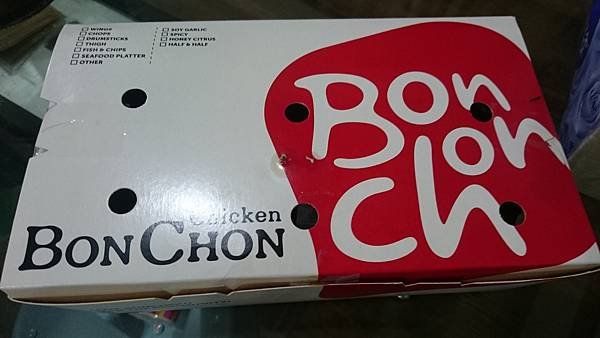 WINGS
CHOPS
DRUMSTICKS
THIGH
FISH & CHIPS
SEAFOOD PLATTER
OTHER
SOY GARLIC
SPICY
HONEY CITRUS
HALF & HALF
Bon
Chon
Ch
Chicken
BONCHON